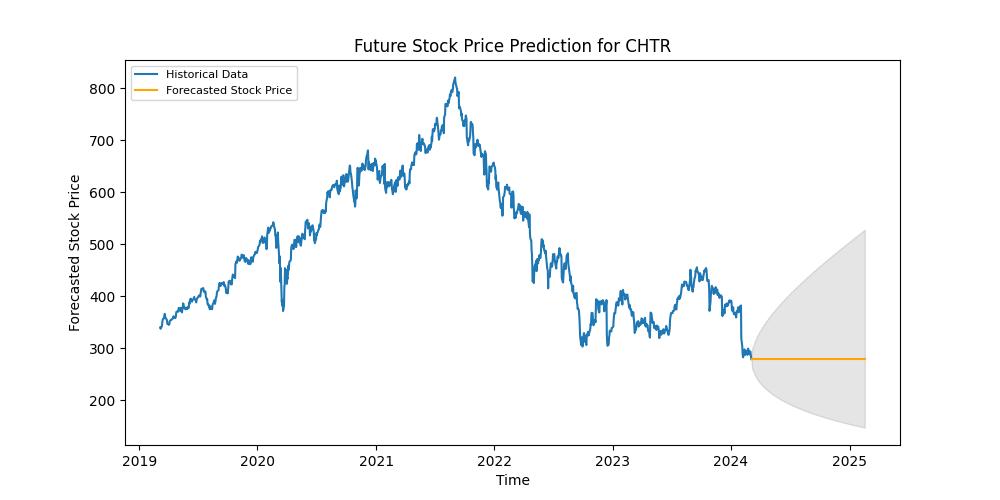 Future Stock Price Prediction for CHTR
Historical Data
Forecasted Stock Price
Forecasted Stock Price
800
700
600
500
400
300
200
2019 2020 2021 2022 2023 2024 2025
Time